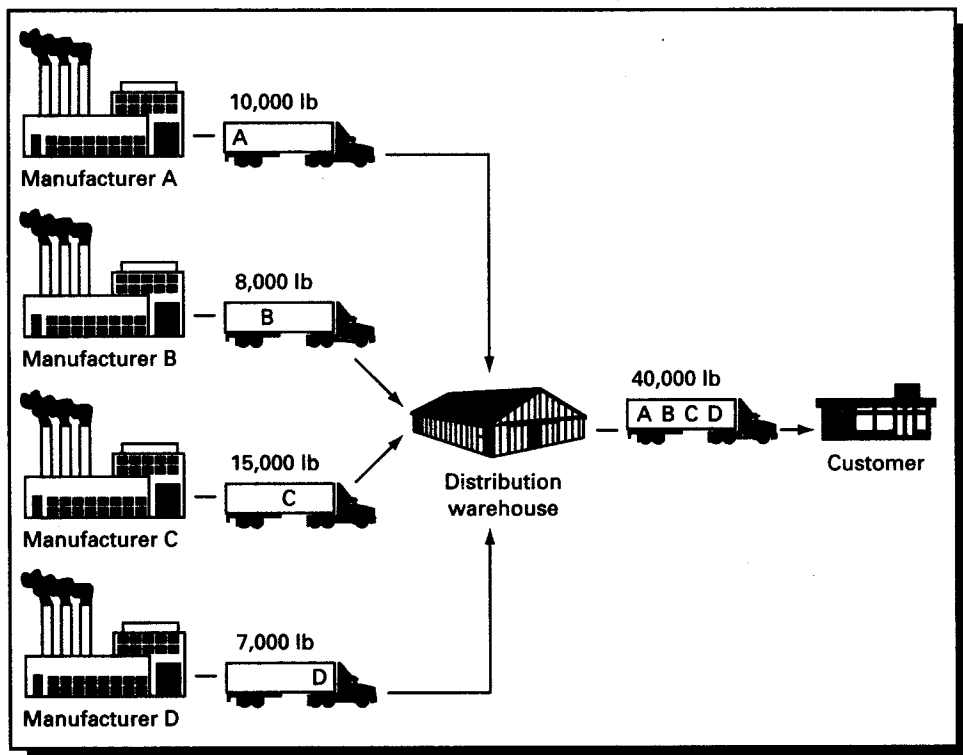 10,000 lb
A
Manufacturer A
8,000 lb
B
Manufacturer B
15,000 lb
C
Manufacturer C
7,000 lb
D
Manufacturer D
Distribution
warehouse
40,000 lb
A B C D
Customer